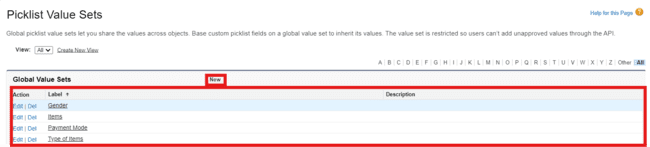 Picklist Value Sets
Help for this Page
Global picklist value sets let you share the values across objects. Base custom picklist fields on a global value set to inherit its values. The value set is restricted so users can't add unapproved values through the API.
View: All Create New View
A | B | C | D | E | F | G | H | I | J | K | L | M | N | O | P | Q | R | S | T | U | V | W | X | Y | Z | Other | All
Global Value Sets New
Action Label ↑ Description
Edit | Del Gender
Edit | Del Items
Edit | Del Payment Mode
Edit | Del Type of Items